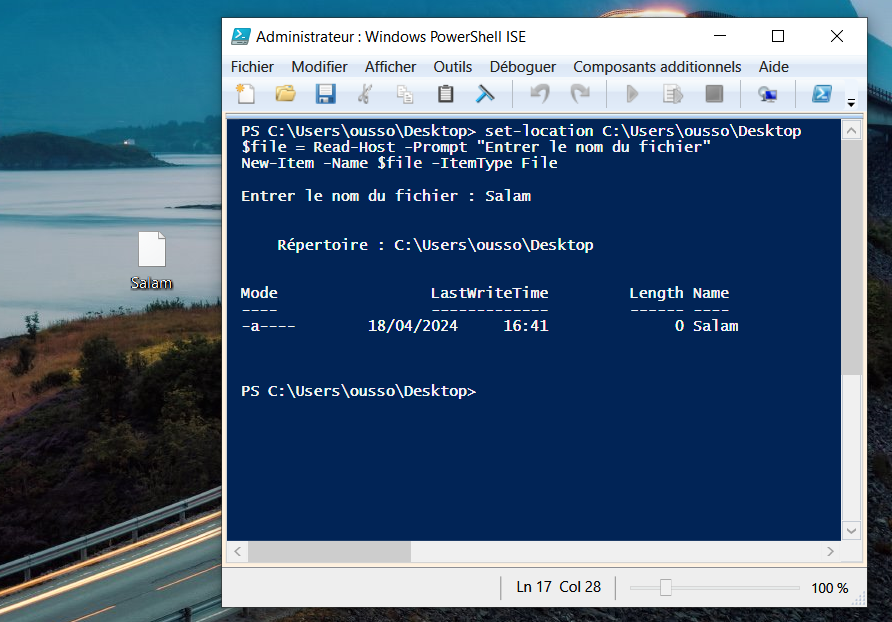 Administrateur : Windows PowerShell ISE
Fichier Modifier Afficher Outils Déboguer Composants additionnels Aide
PS C:\Users\ousso\Desktop> set-location C:\Users\ousso\Desktop
$file = Read-Host -Prompt "Entrer le nom du fichier"
New-Item -Name $file -ItemType File
Entrer le nom du fichier : Salam
Répertoire : C:\Users\ousso\Desktop
Salam
Mode LastWriteTime Length Name
---- ------------- ------ ----
-a---- 18/04/2024 16:41 0 Salam
PS C:\Users\ousso\Desktop>
Ln 17 Col 28 100 %